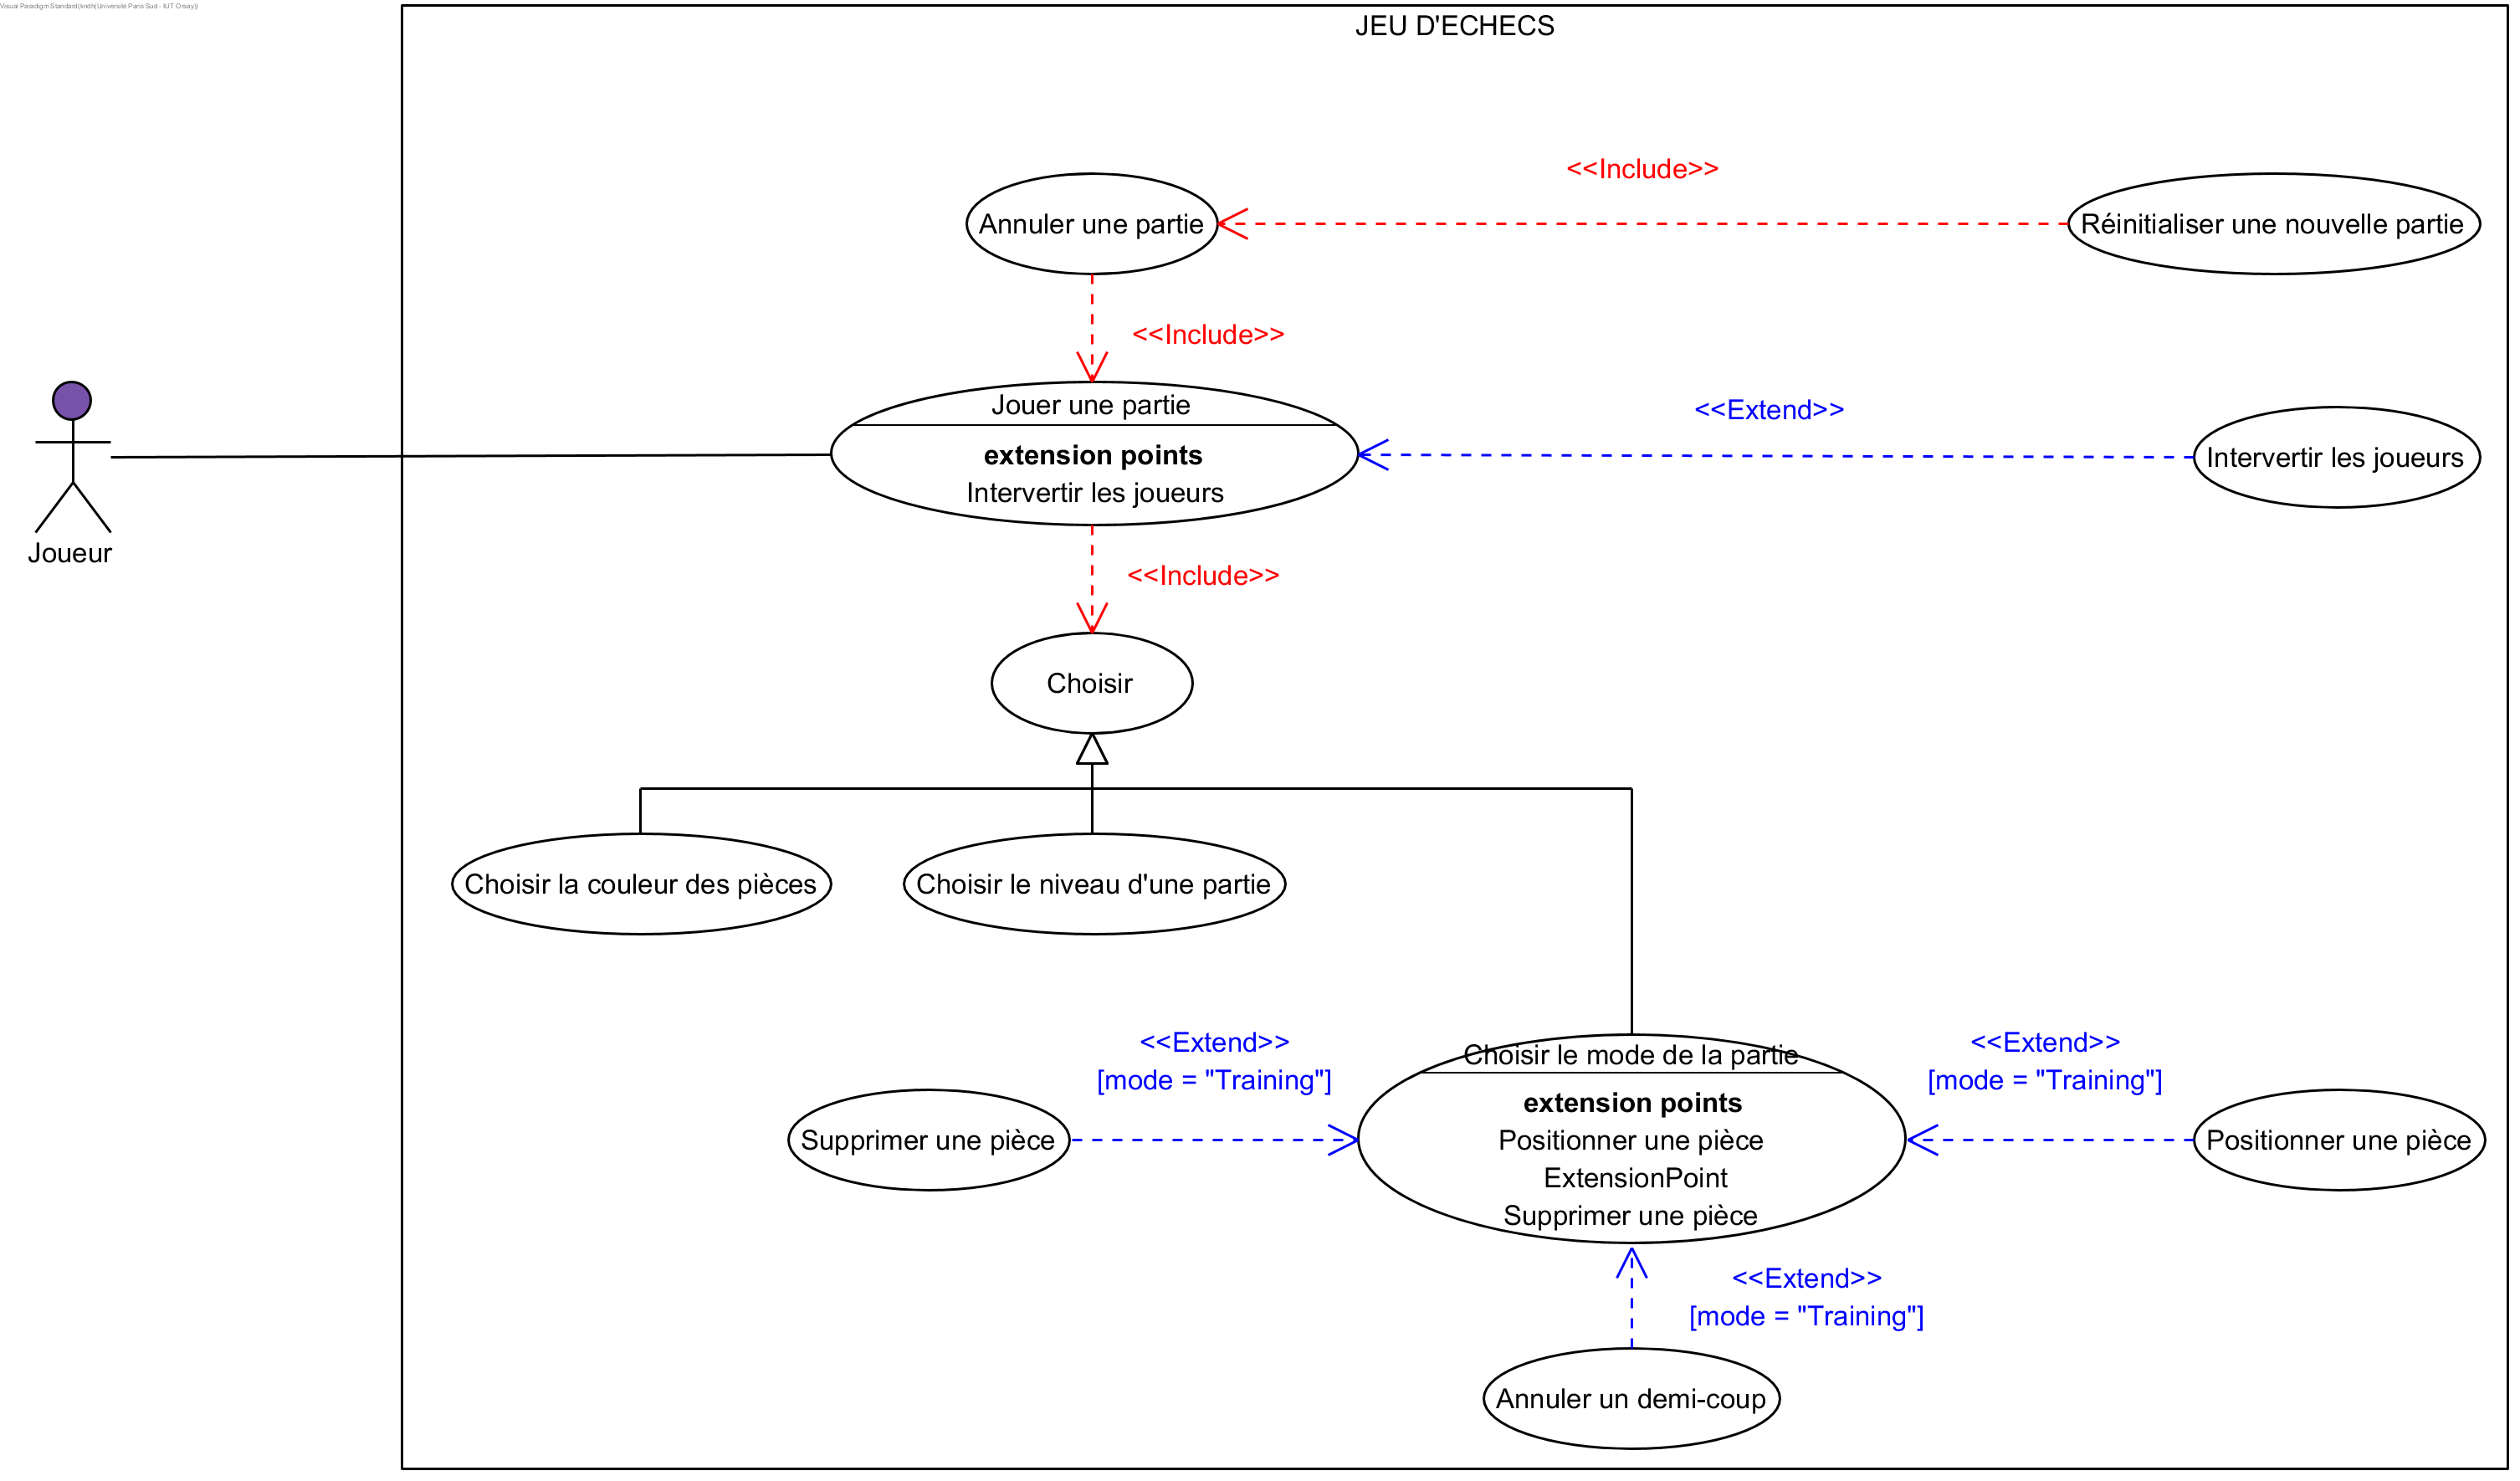 Visual Paradigm Standard(kndh(Université Paris Sud - IUT Orsay))
JEU D'ECHECS
<<Include>>
Annuler une partie
Réinitialiser une nouvelle partie
<<Include>>
Jouer une partie
<<Extend>>
extension points
Intervertir les joueurs
Intervertir les joueurs
Joueur
<<Include>>
Choisir
Choisir la couleur des pièces
Choisir le niveau d'une partie
<<Extend>>
[mode = "Training"]
Choisir le mode de la partie
<<Extend>>
[mode = "Training"]
extension points
Supprimer une pièce
Positionner une pièce
Positionner une pièce
ExtensionPoint
Supprimer une pièce
<<Extend>>
[mode = "Training"]
Annuler un demi-coup